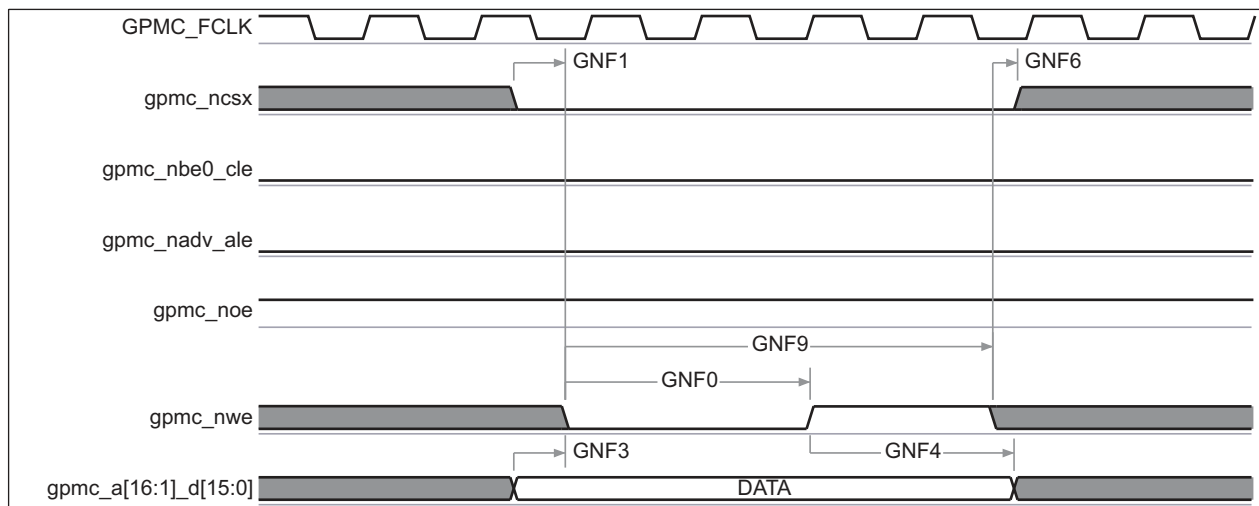 GPMC_FCLK
GNF1
GNF6
gpmc_ncsx
gpmc_nbe0_cle
gpmc_nadv_ale
gpmc_noe
GNF9
GNF0
gpmc_nwe
GNF3
GNF4
gpmc_a[16:1]_d[15:0]
DATA